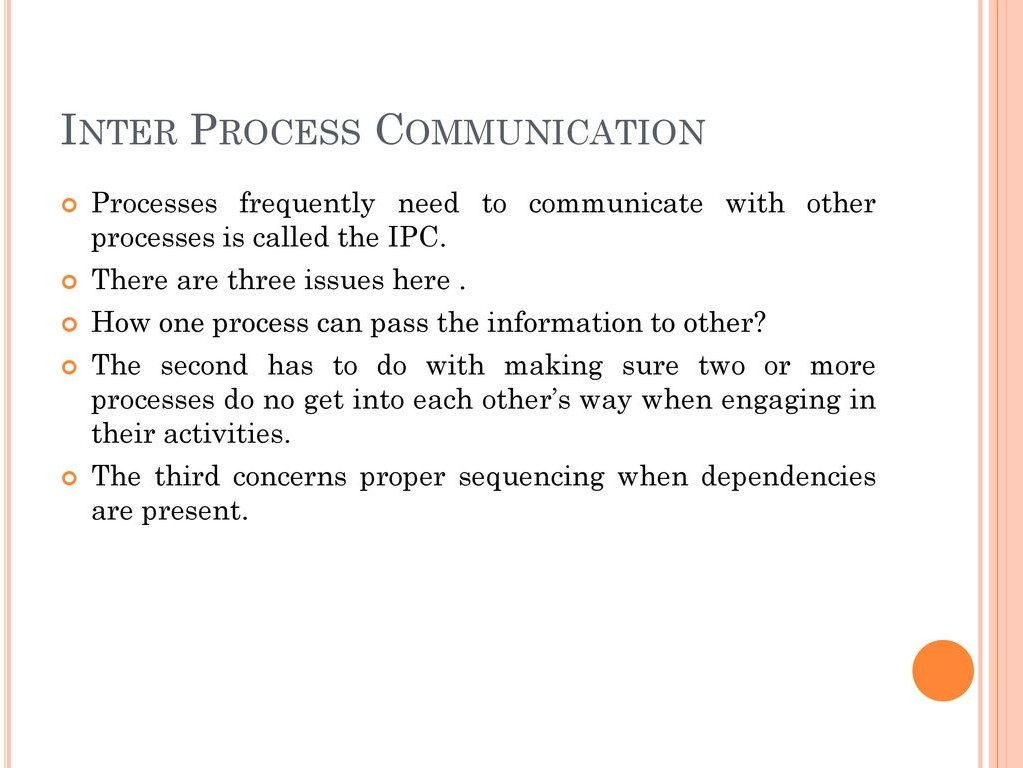 Inter Process Communication
Processes frequently need to communicate with other
processes is called the IPC.
There are three issues here .
How one process can pass the information to other?
The second has to do with making sure two or more
processes do no get into each other’s way when engaging in
their activities.
The third concerns proper sequencing when dependencies
are present.